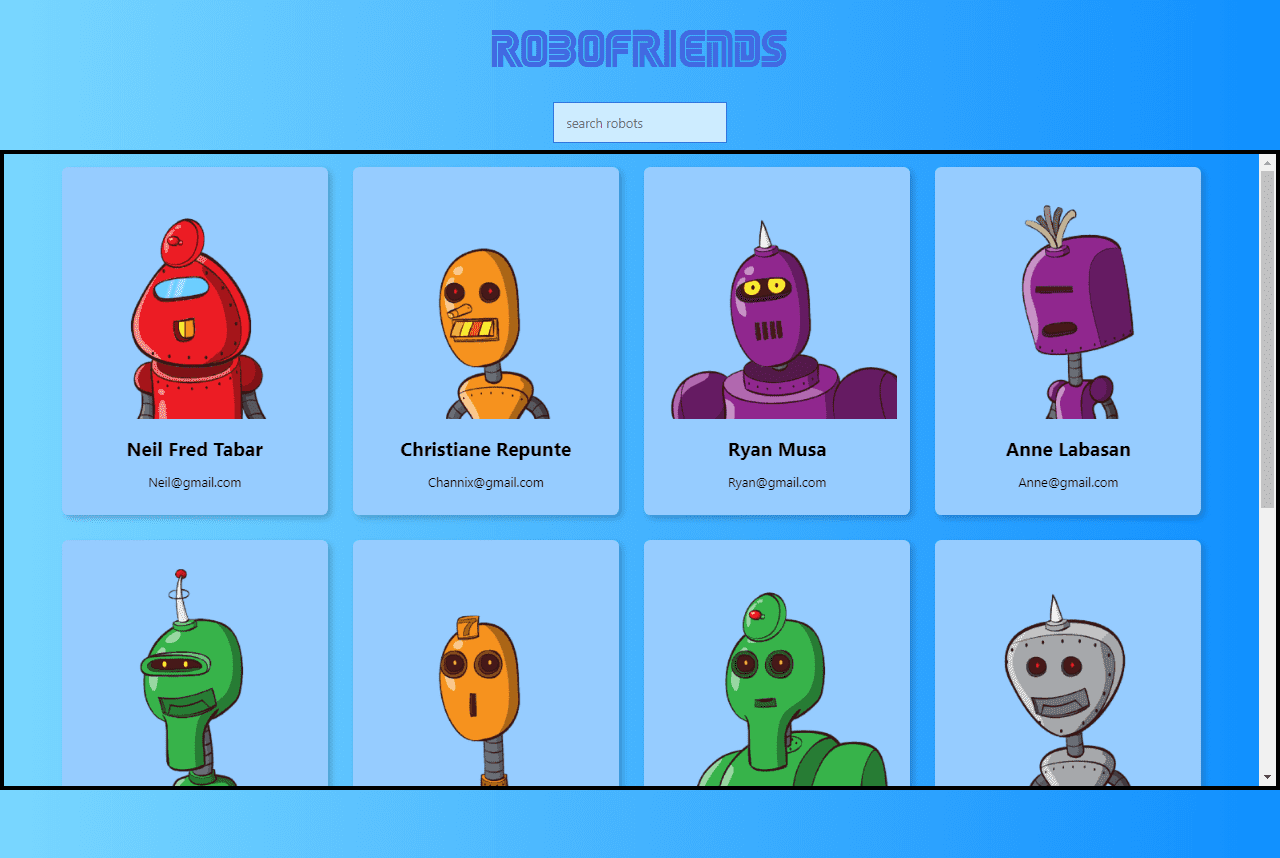 ROBOFRIENDS
search robots
Neil Fred Tabar
Neil@gmail.com
Christiane Repunte
Channix@gmail.com
Ryan Musa
Ryan@gmail.com
Anne Labasan
Anne@gmail.com
7